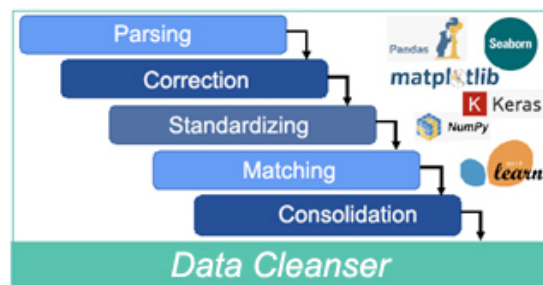 Parsing
Correction
Standardizing
Matching
Consolidation
Data Cleanser
Pandas
Seaborn
matplotlib
K Keras
NumPy
learn